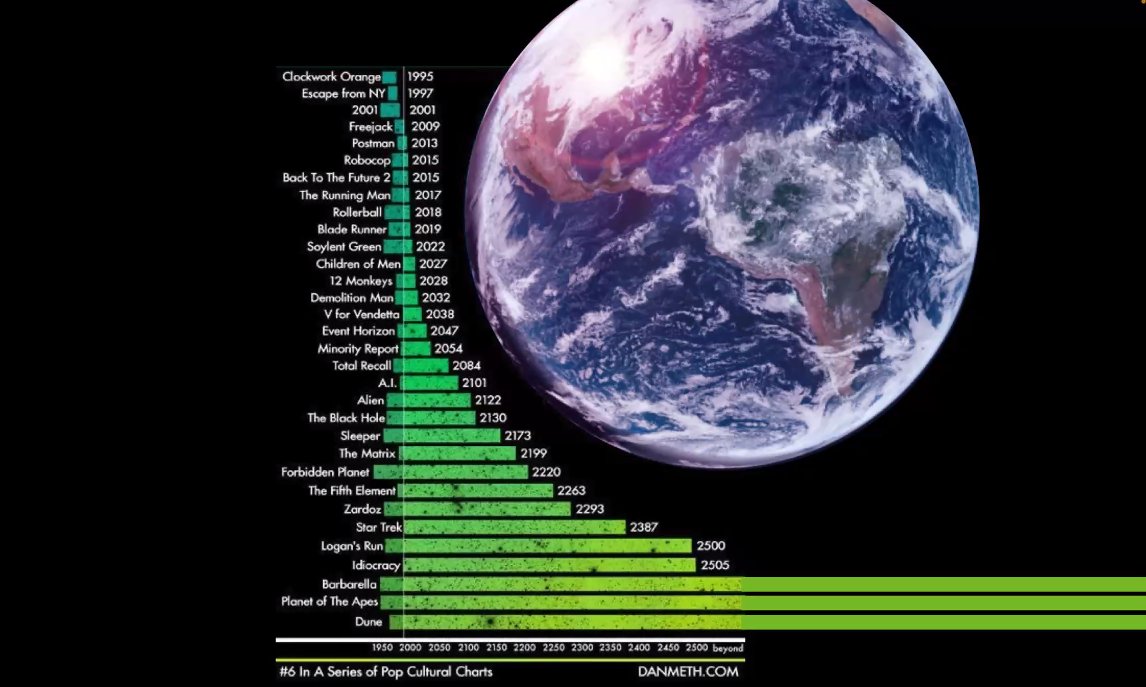 Clockwork Orange 1995
Escape from NY 1997
2001 2001
Freejack 2009
Postman 2013
Robocop 2015
Back To The Future 2 2015
The Running Man 2017
Rollerball 2018
Blade Runner 2019
Soylent Green 2022
Children of Men 2027
12 Monkeys 2028
Demolition Man 2032
V for Vendetta 2038
Event Horizon 2047
Minority Report 2054
Total Recall 2084
A.I. 2101
Alien 2122
The Black Hole 2130
Sleeper 2173
The Matrix 2199
Forbidden Planet 2220
The Fifth Element 2263
Zardoz 2293
Star Trek 2387
Logan's Run 2500
Idiocracy 2505
Barbarella
Planet of The Apes
Dune
1950 2000 2050 2100 2150 2200 2250 2300 2350 2400 2450 2500 beyond
#6 In A Series of Pop Cultural Charts DANMETH.COM